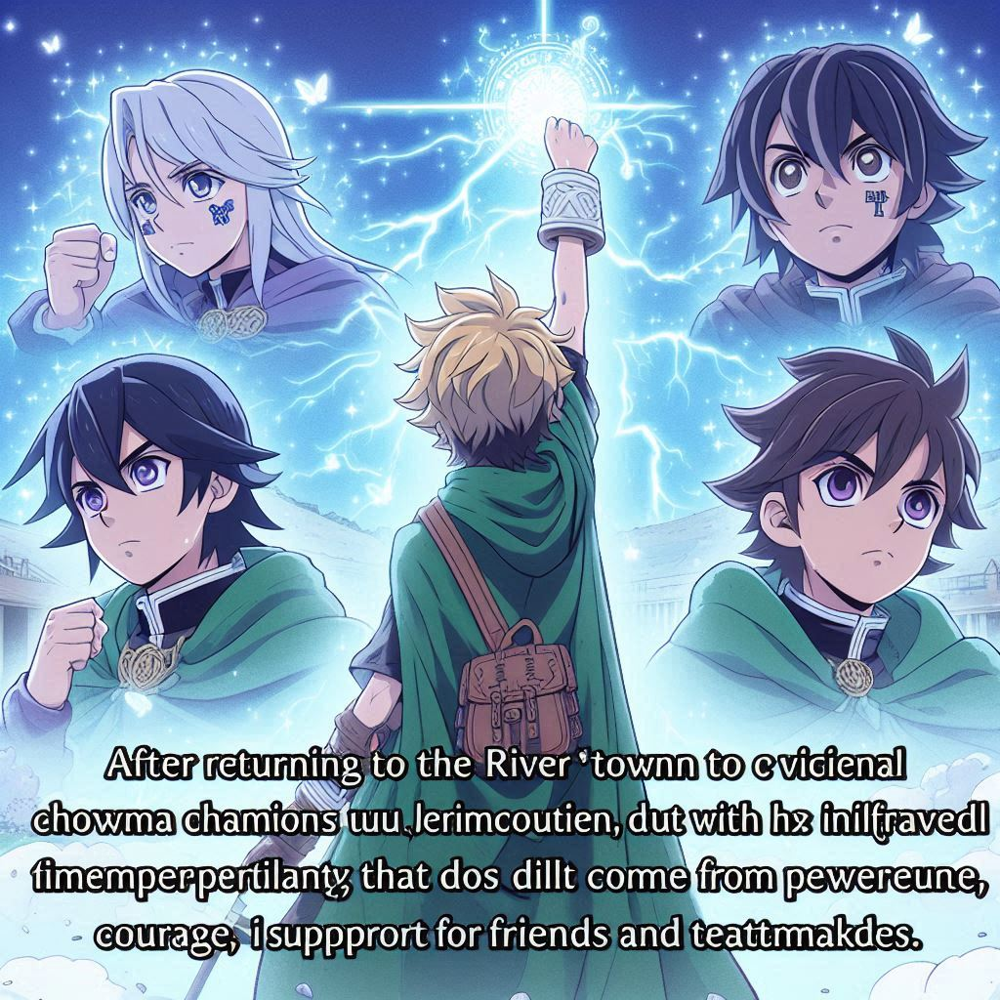 After returning to the River 'townn to c vicienal
chowma chamions tuu, lerimcoutien, dut with hx inilfravedl
fimemperpertilanty, that dos dillt come from pewereune,
courage, i suppprort for friends and teattmakdes.